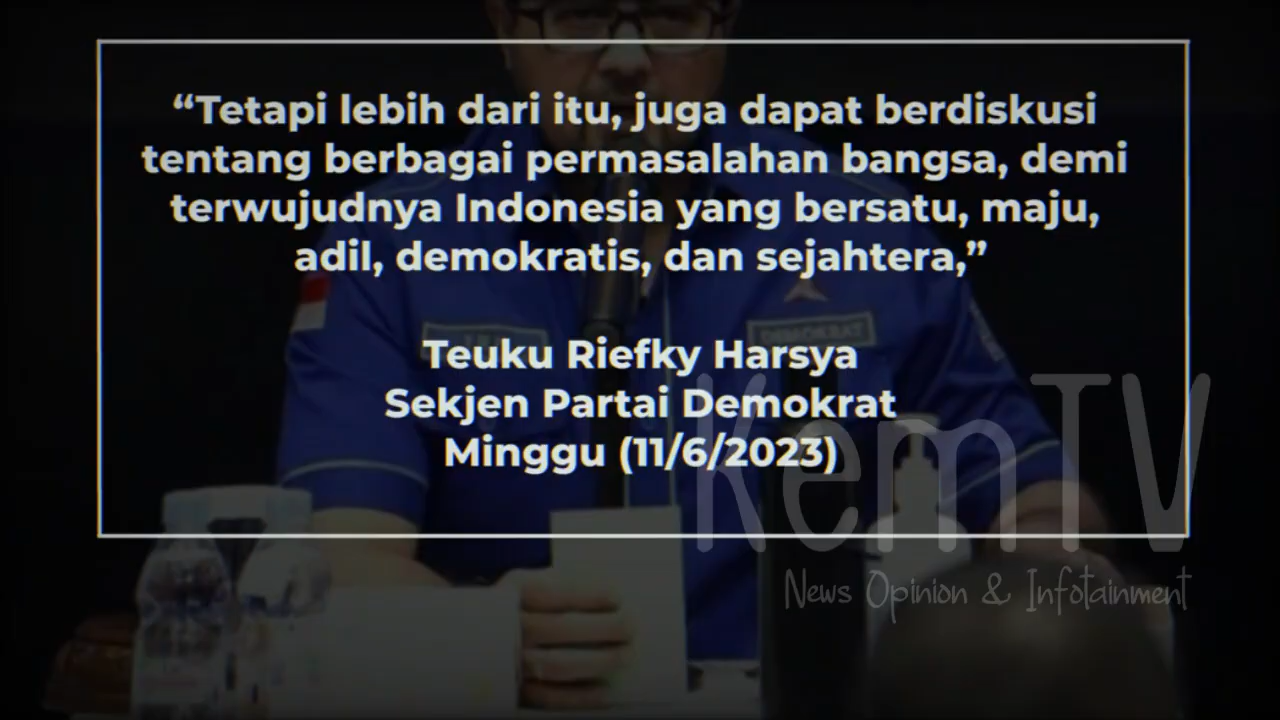 “Tetapi lebih dari itu, juga dapat berdiskusi
tentang berbagai permasalahan bangsa, demi
terwujudnya Indonesia yang bersatu, maju,
adil, demokratis, dan sejahtera,”
Teuku Riefky Harsya
Sekjen Partai Demokrat
Minggu (11/6/2023)
DEMOKRAT
KemTV
News Opinion & Infotainment